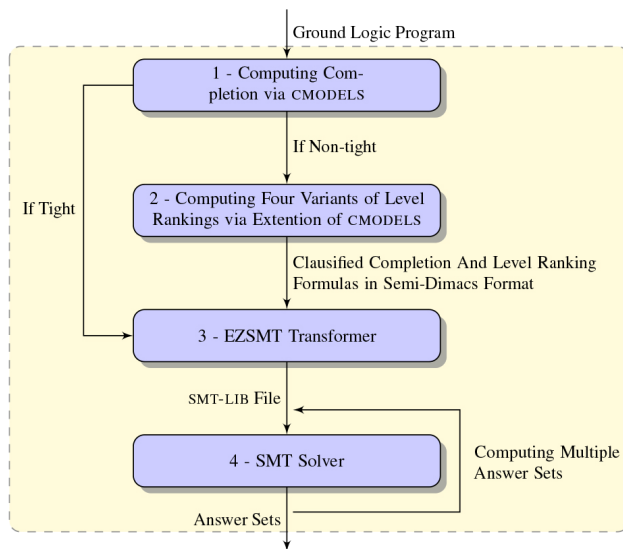 Ground Logic Program
1 - Computing Com-
pletion via CMODELS
If Non-tight
2 - Computing Four Variants of Level
Rankings via Extention of CMODELS
If Tight
Clausified Completion And Level Ranking
Formulas in Semi-Dimacs Format
3 - EZSMT Transformer
SMT-LIB File
4 - SMT Solver
Computing Multiple
Answer Sets
Answer Sets